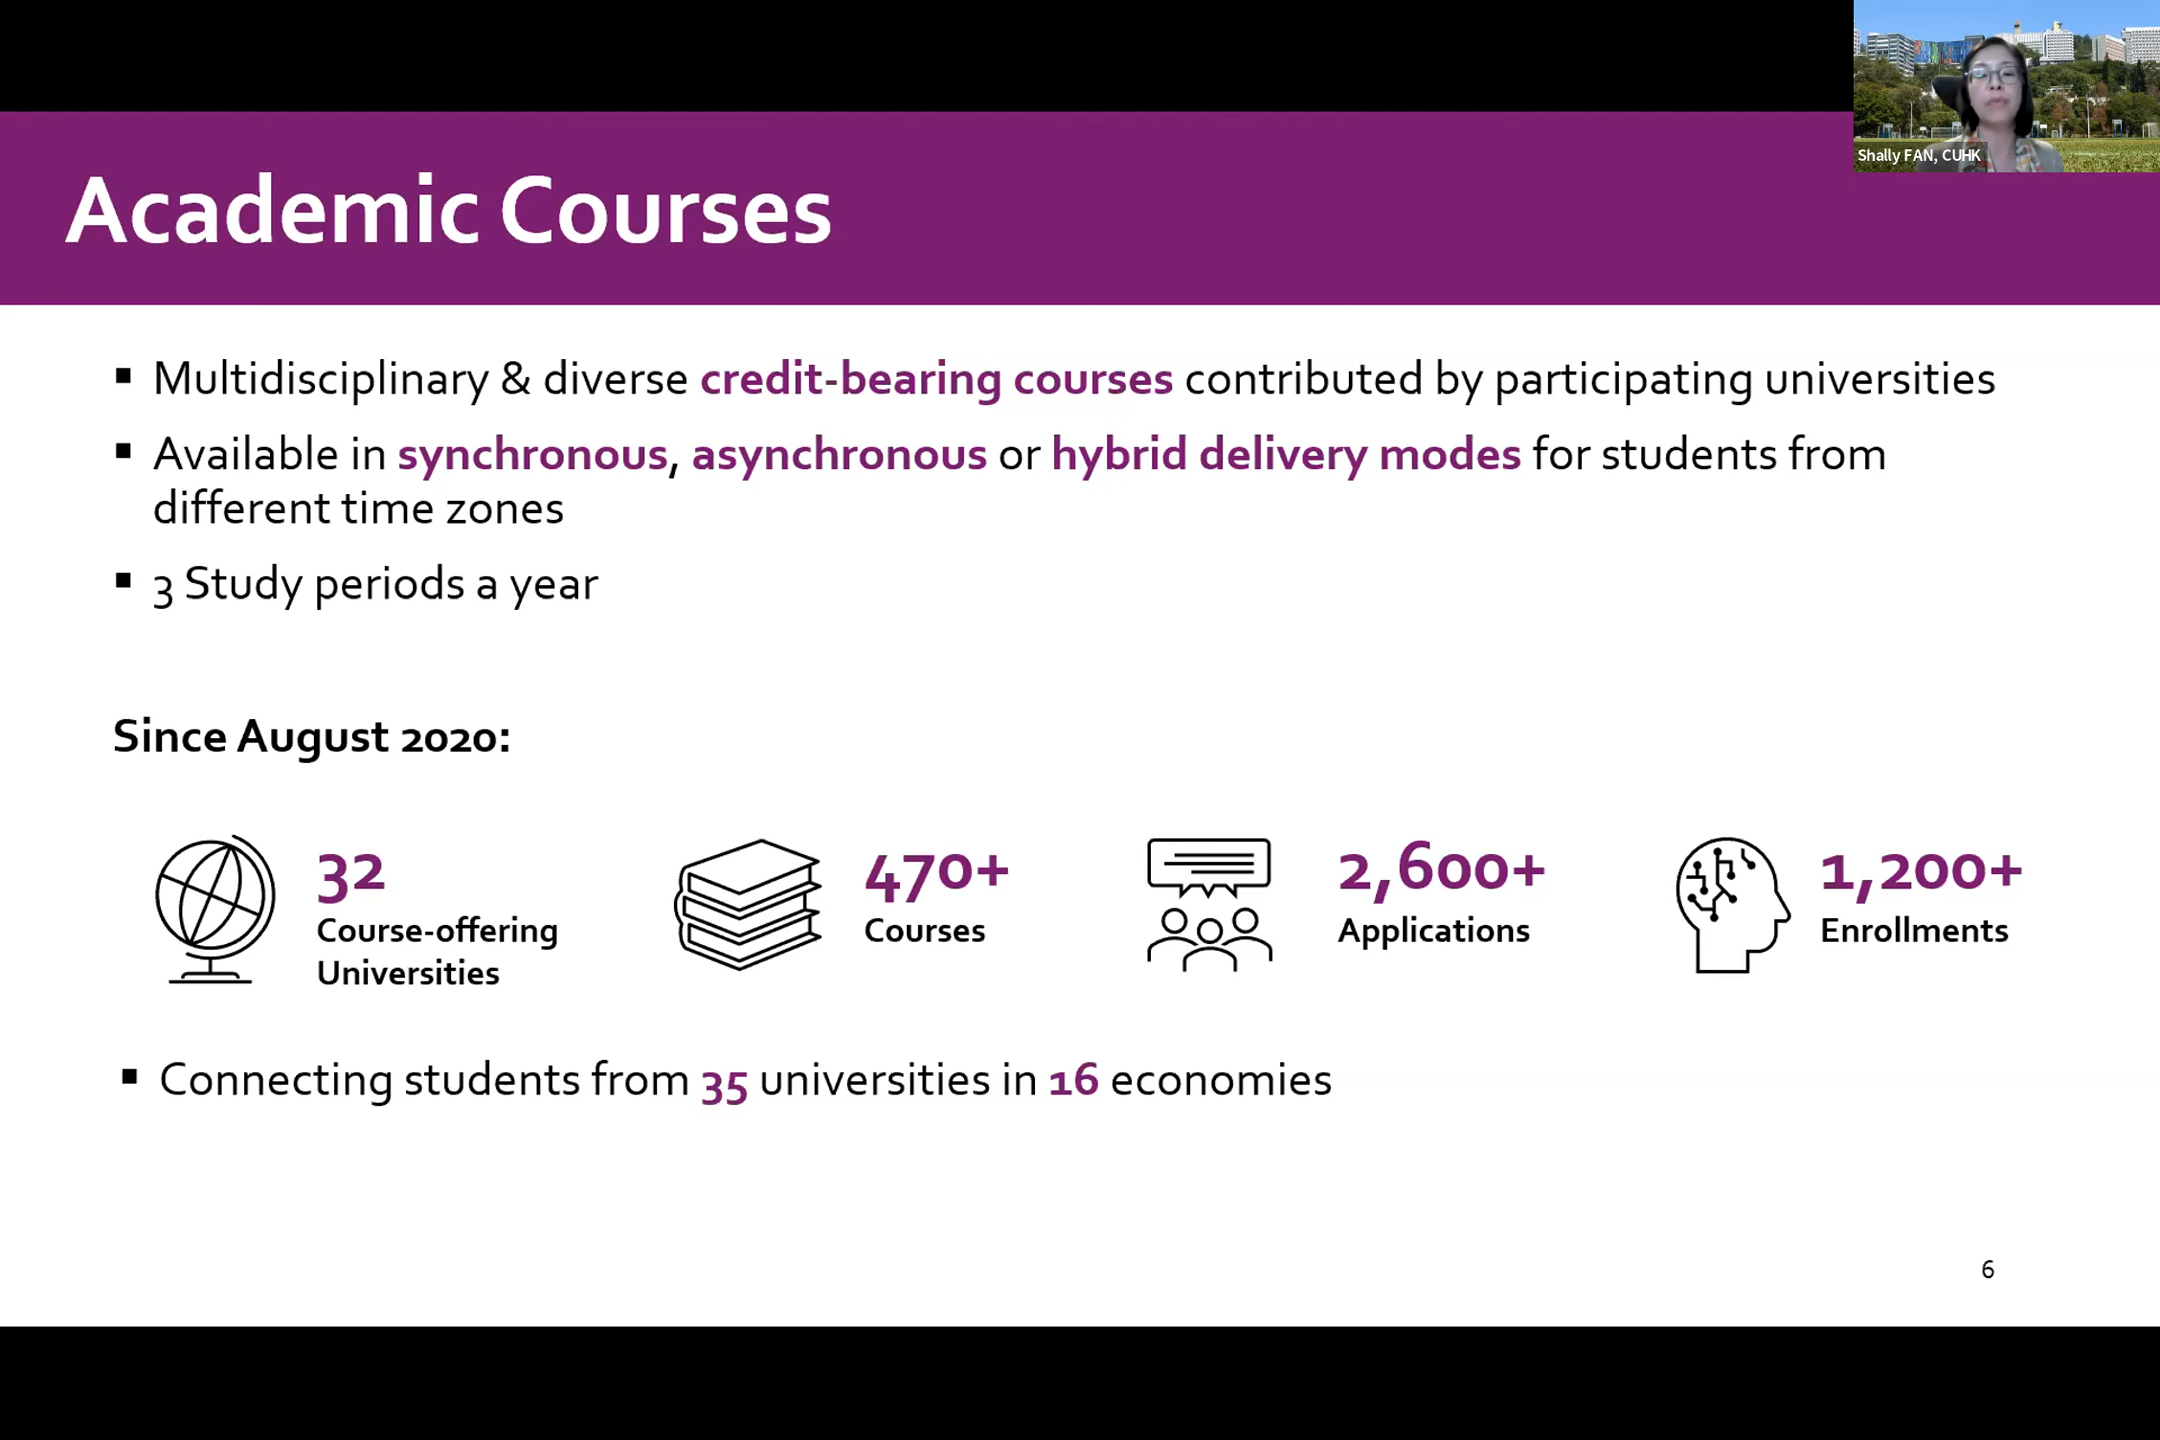 Shally FAN, CUHK
Academic Courses
▪ Multidisciplinary & diverse credit-bearing courses contributed by participating universities
▪ Available in synchronous, asynchronous or hybrid delivery modes for students from
different time zones
▪ 3 Study periods a year
Since August 2020:
32
Course-offering
Universities
470+
Courses
2,600+
Applications
1,200+
Enrollments
▪ Connecting students from 35 universities in 16 economies
6